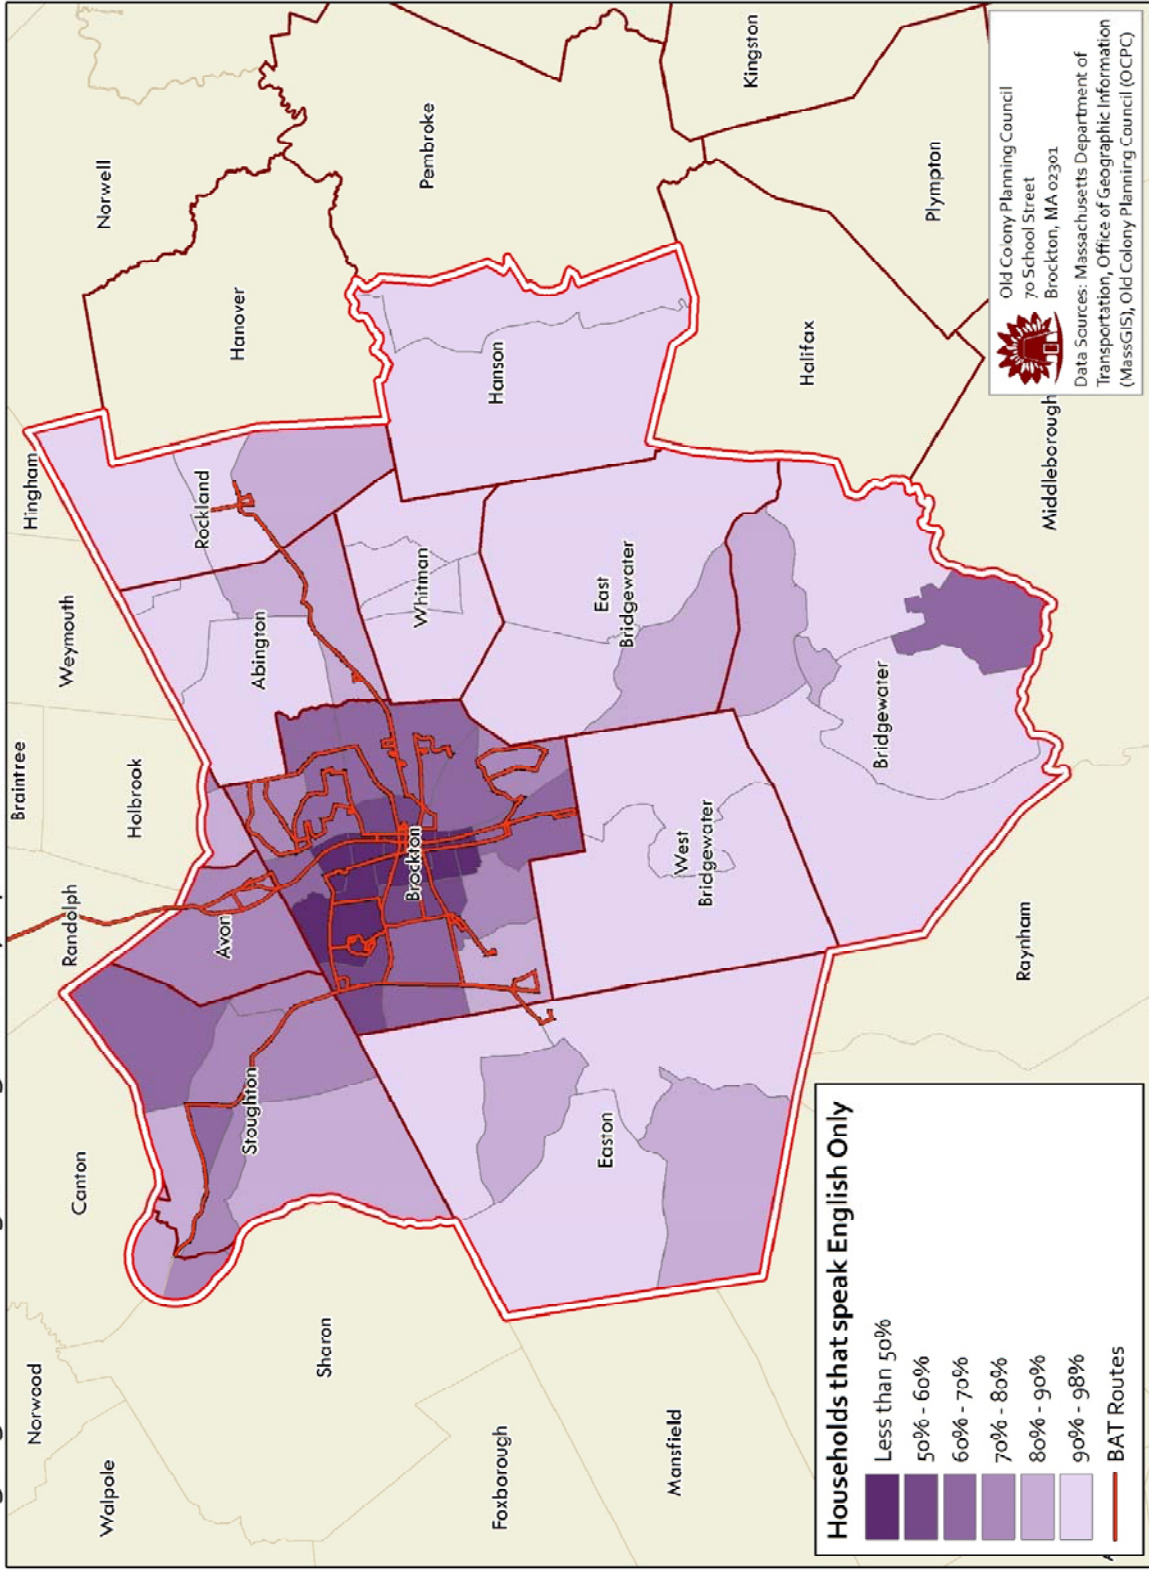 Norwood
Walpole
Canton
Randolph
Braintree
Holbrook
Weymouth
Hingham
Norwell
Sharon
Stoughton
Avon
Abington
Rockland
Hanover
Foxborough
Brockton
Whitman
Hanson
Pembroke
Mansfield
Easton
West
Bridgewater
East
Bridgewater
Kingston
Halifax
Bridgewater
Plympton
Raynham
Middleborough
Households that speak English Only
Less than 50%
50% - 60%
60% - 70%
70% - 80%
80% - 90%
90% - 98%
BAT Routes
Old Colony Planning Council
70 School Street
Brockton, MA 02301
Data Sources: Massachusetts Department of
Transportation, Office of Geographic Information
(MassGIS), Old Colony Planning Council (OCPC)